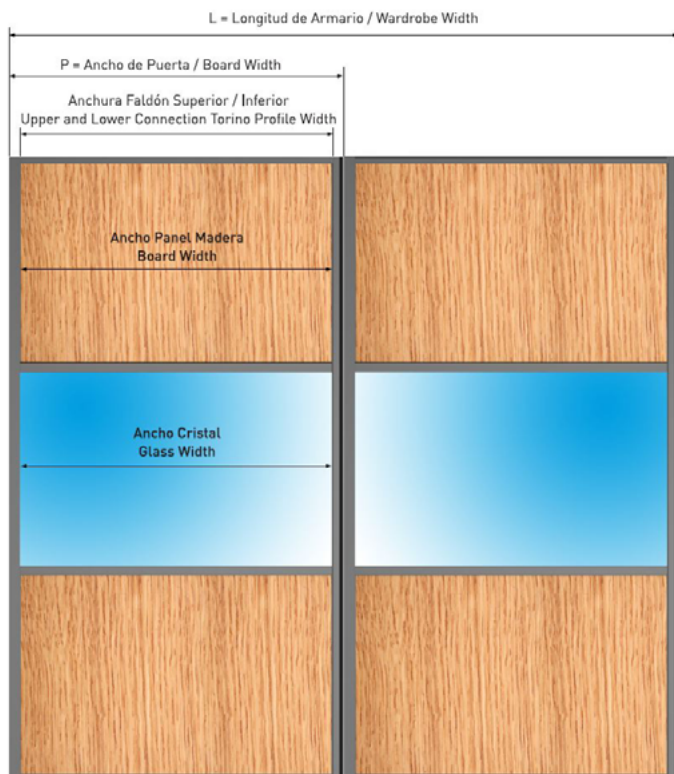 L = Longitud de Armario / Wardrobe Width
P = Ancho de Puerta / Board Width
Anchura Faldón Superior / Inferior
Upper and Lower Connection Torino Profile Width
Ancho Panel Madera
Board Width
Ancho Cristal
Glass Width